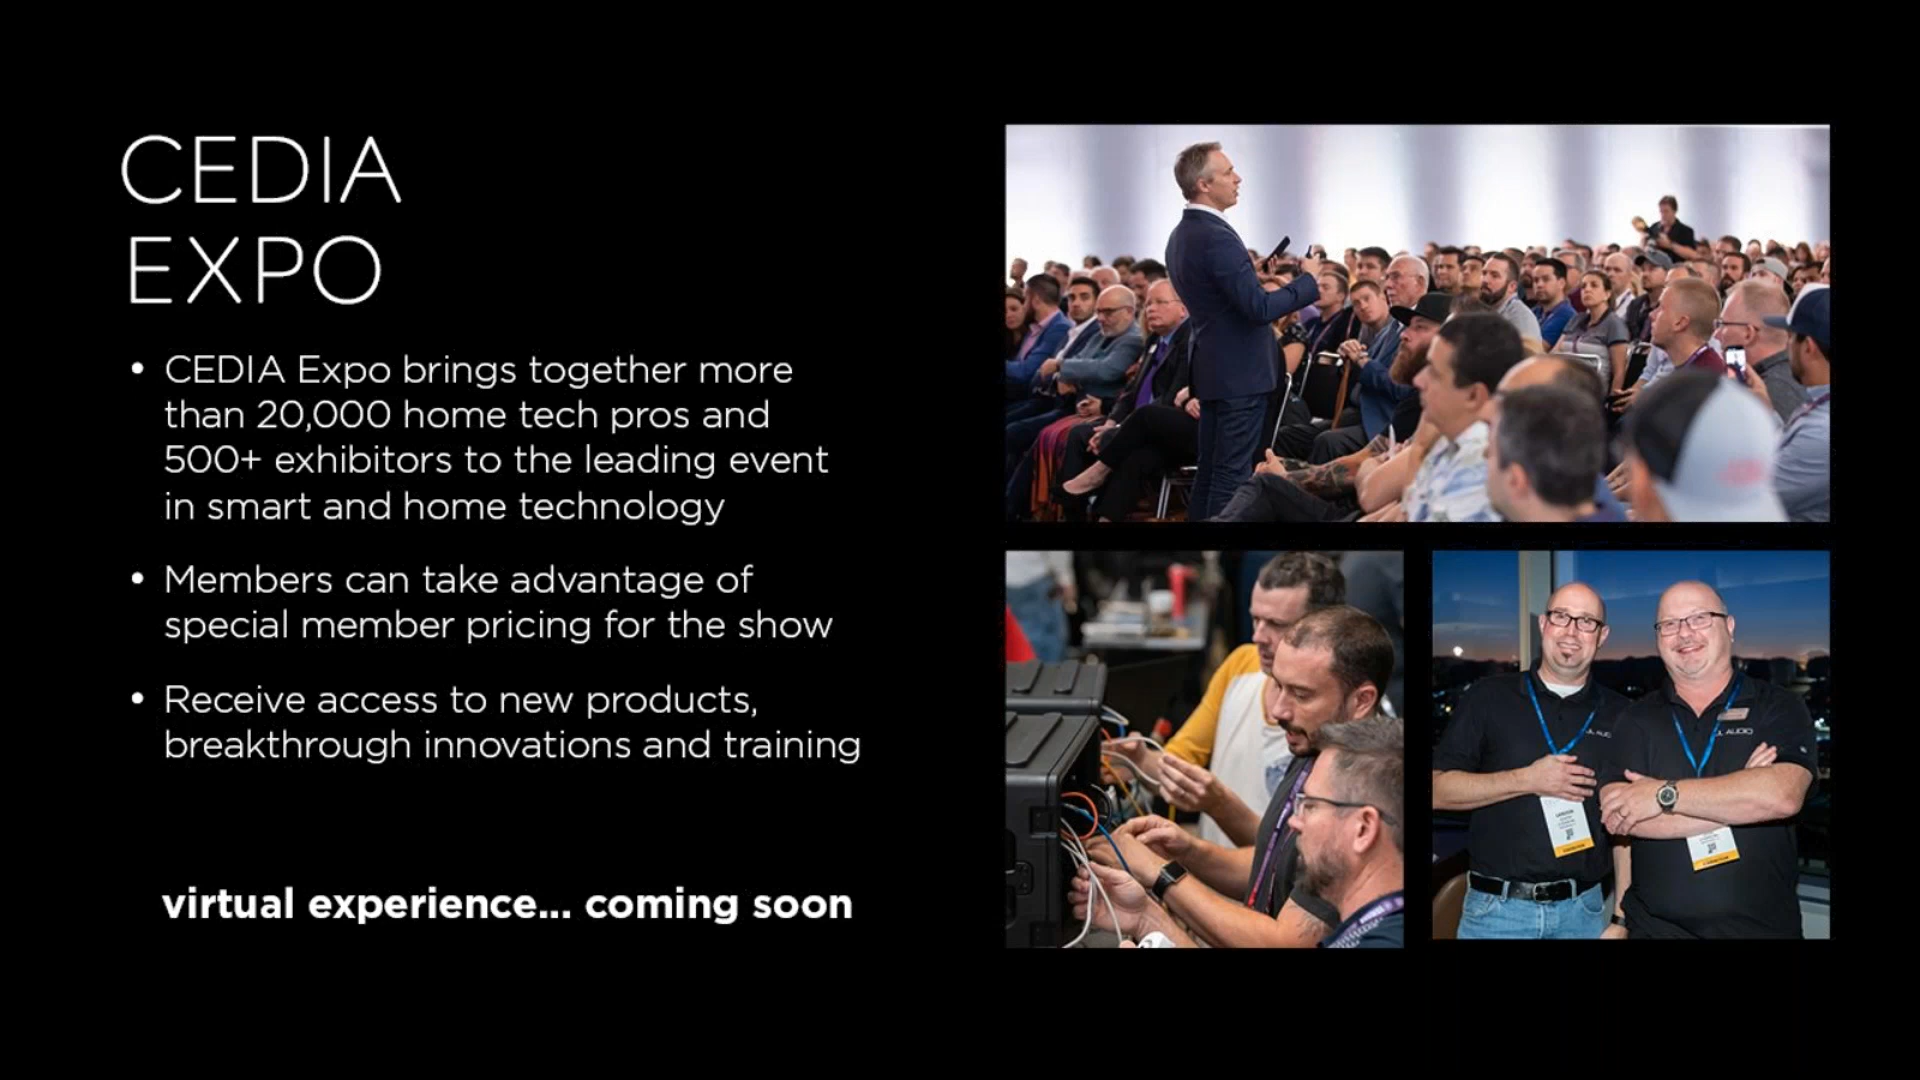 CEDIA
EXPO
• CEDIA Expo brings together more
than 20,000 home tech pros and
500+ exhibitors to the leading event
in smart and home technology
• Members can take advantage of
special member pricing for the show
• Receive access to new products,
breakthrough innovations and training
virtual experience... coming soon
JL AUDIO